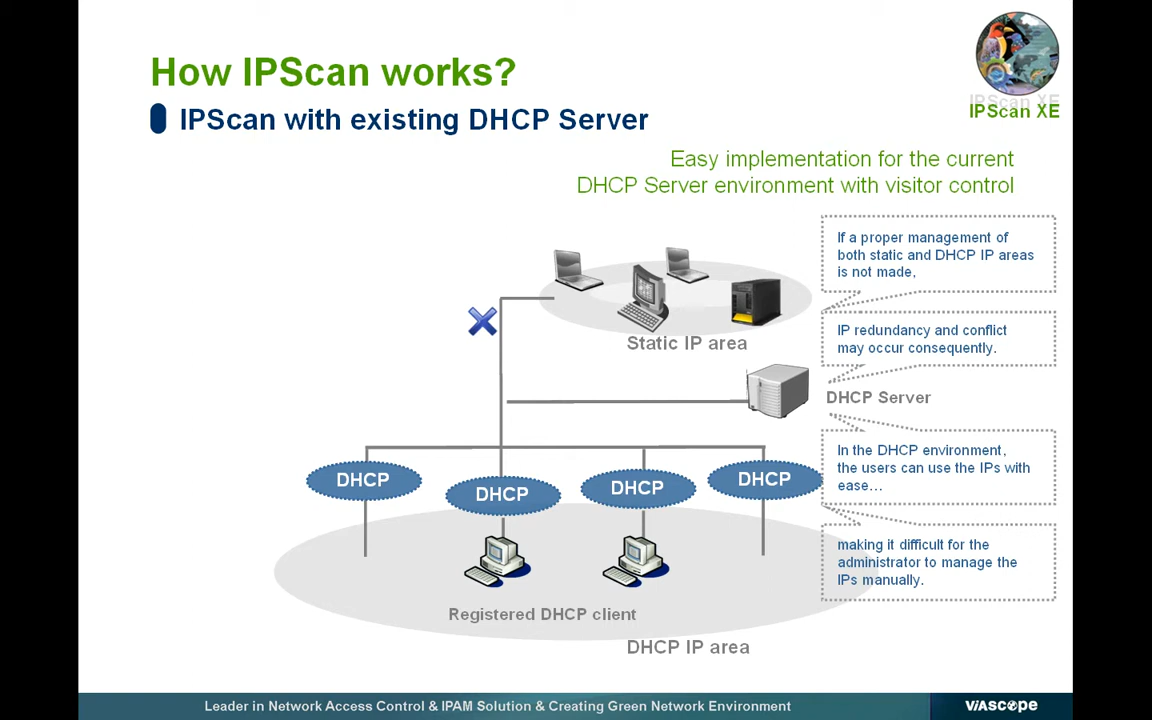 How IPScan works?
IPScan with existing DHCP Server
IPScan XE
IPScan XE
Easy implementation for the current
DHCP Server environment with visitor control
If a proper management of
both static and DHCP IP areas
is not made,
IP redundancy and conflict
may occur consequently.
Static IP area
DHCP Server
In the DHCP environment,
the users can use the IPs with
ease…
DHCP
DHCP
DHCP
DHCP
making it difficult for the
administrator to manage the
IPs manually.
Registered DHCP client
DHCP IP area
Leader in Network Access Control & IPAM Solution & Creating Green Network Environment
viascope